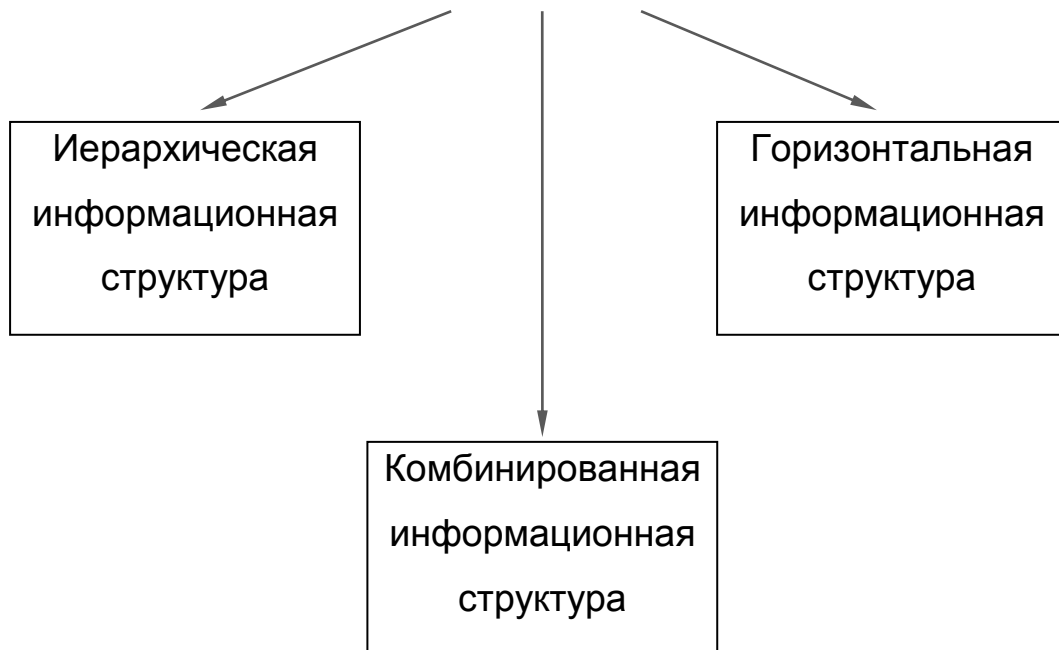 Иерархическая
информационная
структура
Горизонтальная
информационная
структура
Комбинированная
информационная
структура